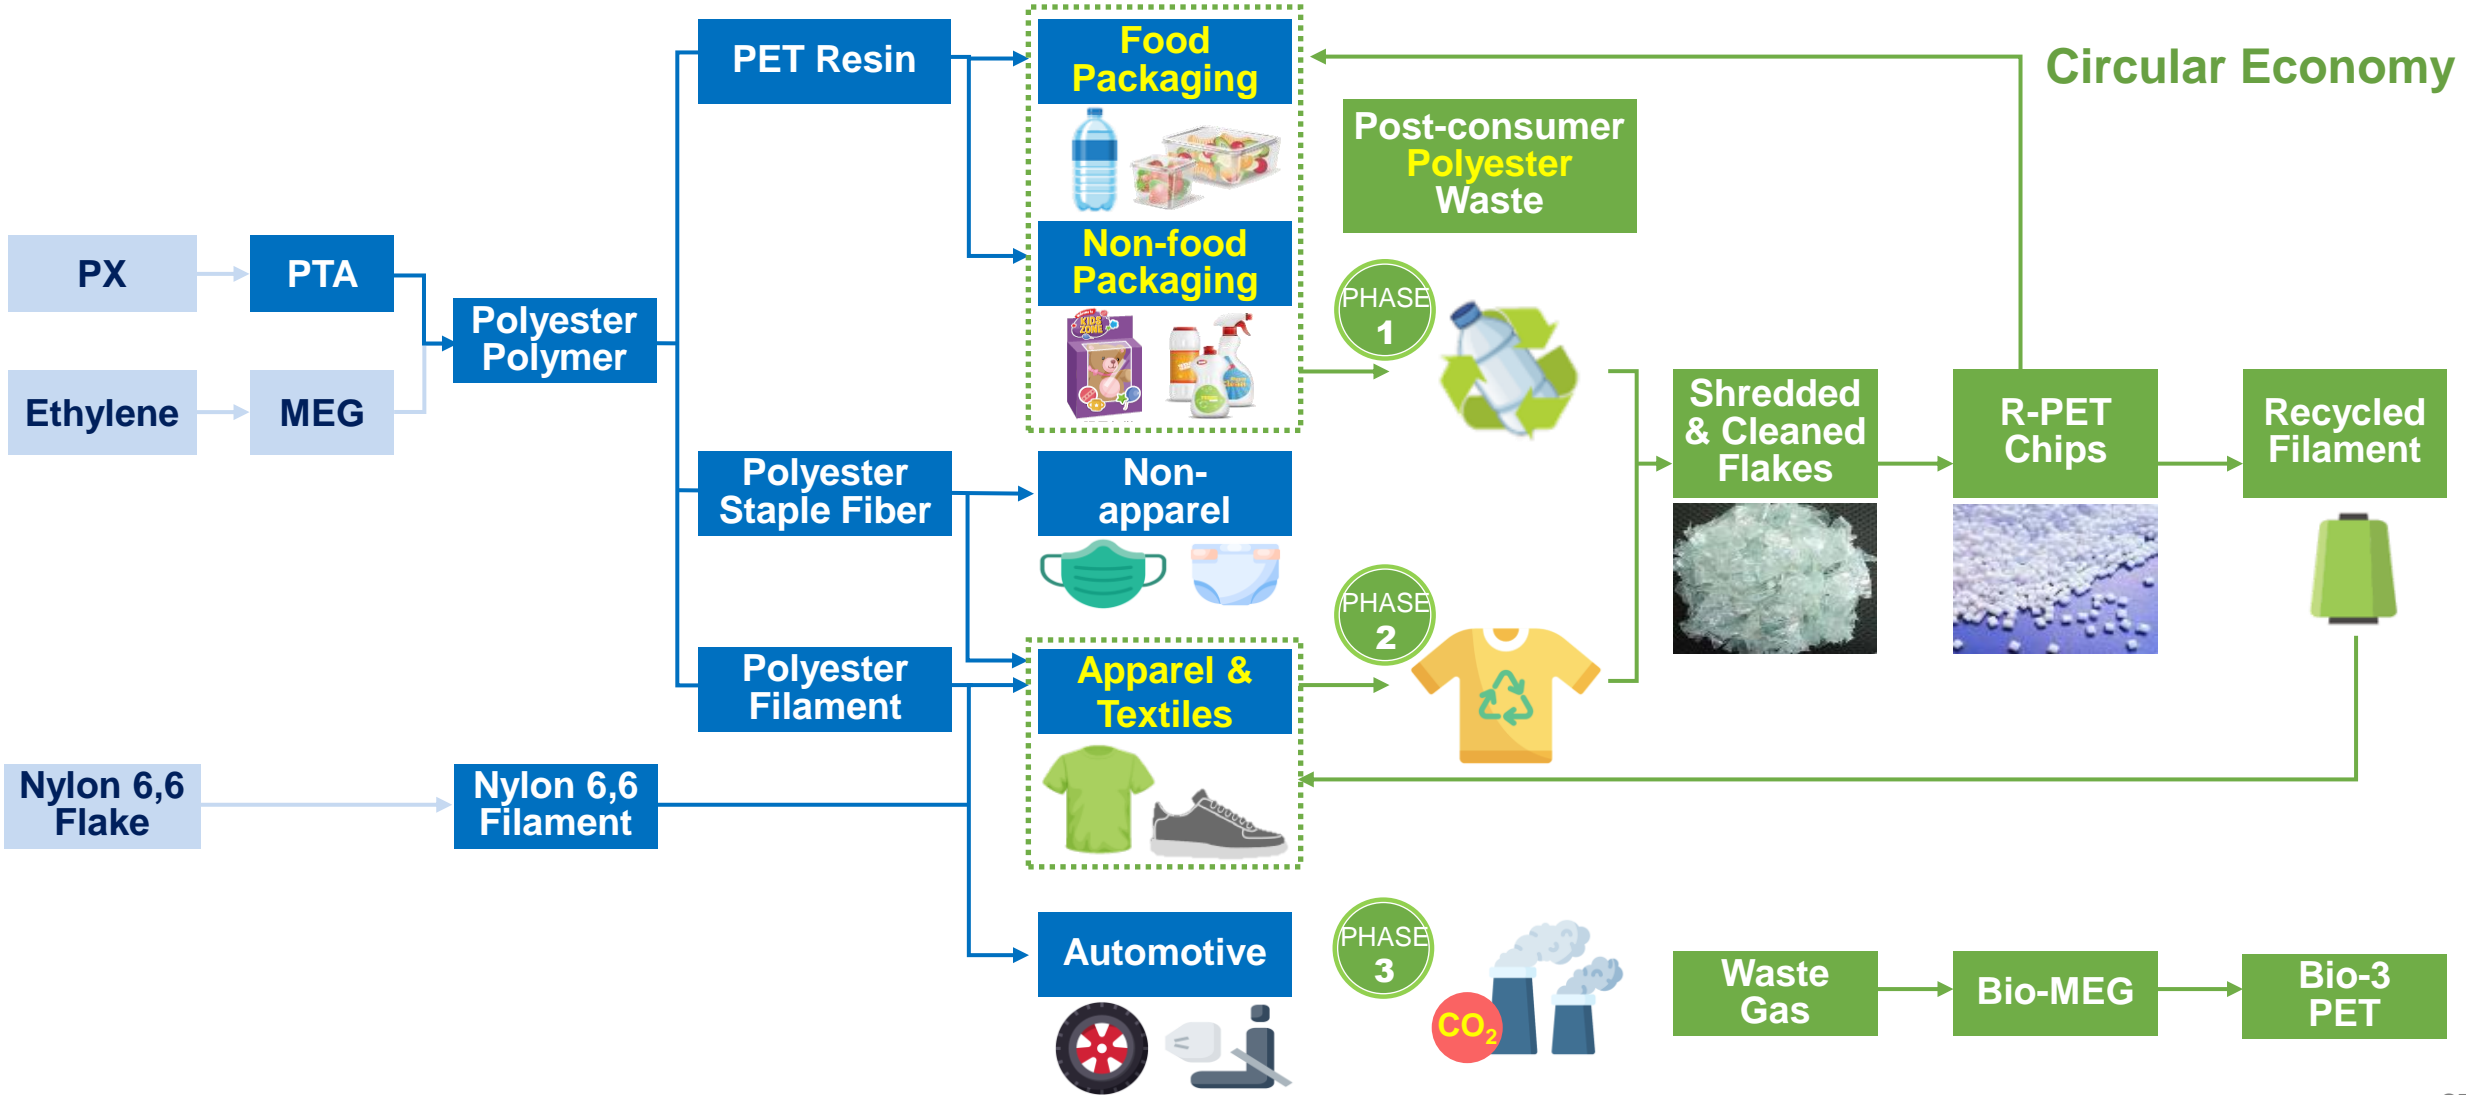 PET Resin
Food
Packaging
Circular Economy
Post-consumer
Polyester
Waste
PX
PTA
Non-food
Packaging
Polyester
Polymer
KIDS
ZONE
PHASE
1
Ethylene
MEG
Shredded
& Cleaned
Flakes
R-PET
Chips
Recycled
Filament
Polyester
Staple Fiber
Non-
apparel
PHASE
2
Polyester
Filament
Apparel &
Textiles
Nylon 6,6
Flake
Nylon 6,6
Filament
Automotive
PHASE
3
CO2
Waste
Gas
Bio-MEG
Bio-3
PET